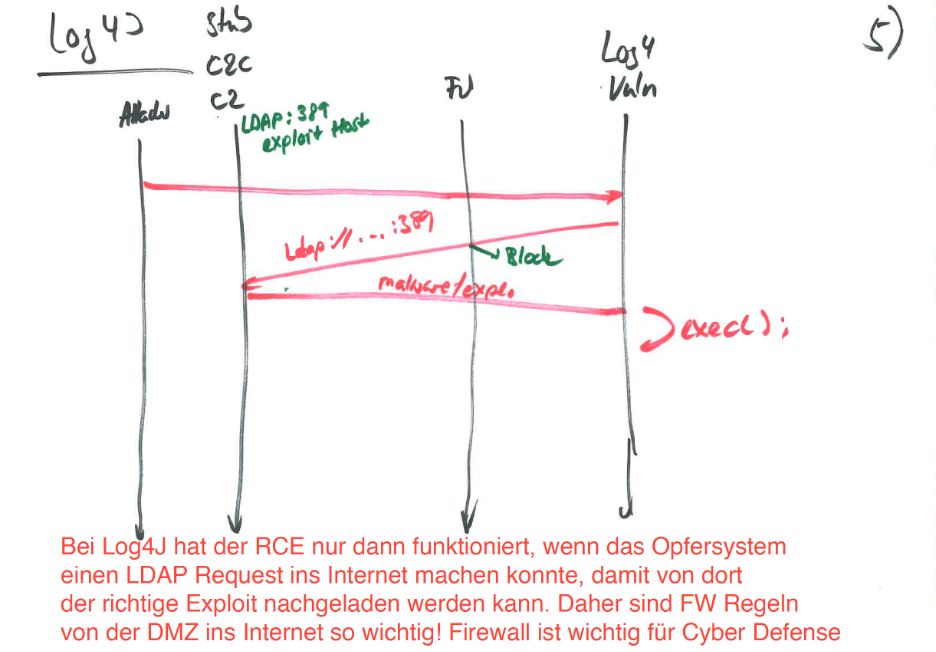 Log4J
Stub
C2C
C2
Log4
Vuln
5)
FW
LDAP:389
exploit Host
Ldap://...:389
Block
malware/explo.
exec();
Bei Log4J hat der RCE nur dann funktioniert, wenn das Opfersystem
einen LDAP Request ins Internet machen konnte, damit von dort
der richtige Exploit nachgeladen werden kann. Daher sind FW Regeln
von der DMZ ins Internet so wichtig! Firewall ist wichtig für Cyber Defense